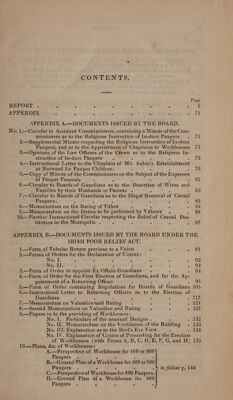 CONTENTS.
Page
REPORT . . . . . . . . . 1
APPENDIX . . . . . . . . 71
APPENDIX A.—DOCUMENTS ISSUED BY THE BOARD.
No. 1.—Circular to Assistant Commissioners, containing a Minute of the Commissioners as to the Religious Instruction of In-door Paupers . 71
2.—Supplemental Minute respecting the Religious Instruction of In-door
Paupers, and as to the Appointment of Chaplains to Workhouses 73
3.—Opinions of the Law Officers of the Crown as to the Religious Instruction of In-door Paupers . . . . 73
4.—Instructional Letter to the Chaplain of Mr. Aubin's Establishment
at Norwood for Pauper Children. . . . 74
5.—Copy of Minute of the Commissioners on the Subject of the Expenses
of Pauper Funerals . . . . . 81
6.—Circular to Boards of Guardians as to the Desertion of Wives and
Families by their Husbands or Parents . . . 83
7.—Circular to Boards of Guardians as to the Illegal Removal of Casual
Paupers . . . . . . 85
8.—Memorandum on the Rating of Tithes . . . 86
9.—Memorandum on the Duties to be performed by Valuers . 86
10.—Further Instructional Circular respecting the Relief of Casual Destitution in the Metropolis . . . . 87
APPENDIX B.—DOCUMENTS ISSUED BY THE BOARD UNDER THE
IRISH POOR RELIEF ACT.
1.—Form of Tabular Return previous to a Union . . 91
2.—Forms of Orders for the Declaration of Unions:
No. I. . . . . . 92
No. II. . . . . . 93
3.—Form of Order to appoint Ex Officio Guardians . . 94
4.—Form of Order for the First Election of Guardians, and for the Appointment of a Returning Officer . . . 95
5.—Form of Order containing Regulations for Boards of Guardians 105
6.—Instructional Letter to Returning Officers as to the Election of
Guardians . . . . . 117
7.—Memorandum on Valuation and Rating . . . 121
8.—Second Memorandum on Valuation and Rating . . 127
9.—Papers as to the providing of Workhouses:
No. I. Particulars of the annexed Designs . . 132
No. II. Memorandum on the Ventilation of the Building . 133
No. III. Explanation as to the Bird's Eye View . 134
No. IV. Explanation of Course of Proceeding for the Erection
of Workhouses (with Forms A, B, C, D, E, F, G, and H) 135
10.—Plans, &c. of Workhouses:
A.—Perspective of Workhouse for 400 or 800
Paupers . . . . .
B.—Ground Plan of a Workhouse for 400 or 800
Paupers . . . . .
C.—Perspective of Workhouse for 800 Paupers.
D.—Ground Plan of a Workhouse for 800
Paupers . . . . .
to follow p. 144